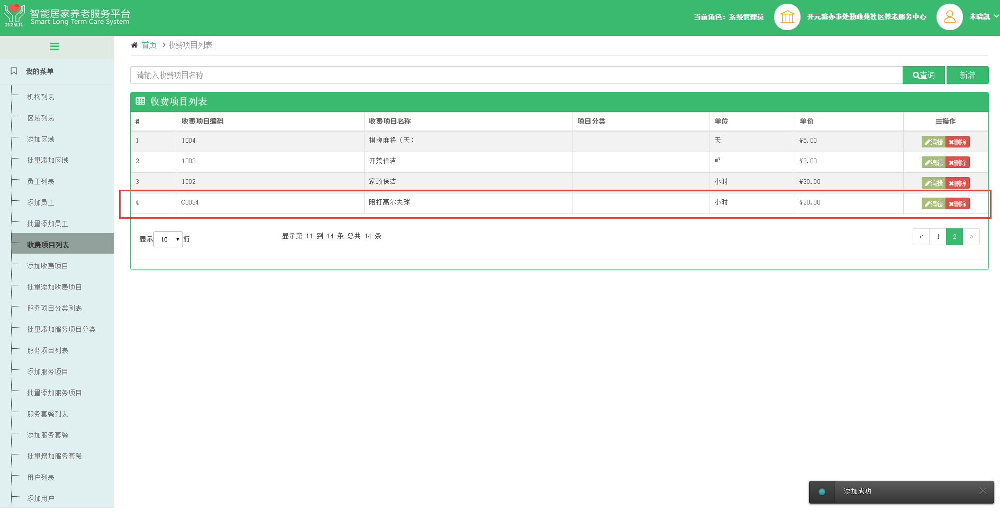 智能居家养老服务平台
Smart Long Term Care System
212 SLTC
当前角色：系统管理员
开元路办事处勤政苑社区养老服务中心
朱晓凯
首页 收费项目列表
我的菜单
机构列表
区域列表
添加区域
批量添加区域
员工列表
添加员工
批量添加员工
收费项目列表
添加收费项目
批量添加收费项目
服务项目分类列表
批量添加服务项目分类
服务项目列表
添加服务项目
批量添加服务项目
服务套餐列表
添加服务套餐
批量增加服务套餐
用户列表
添加用户
请输入收费项目名称 查询 新增
收费项目列表
# 收费项目编码 收费项目名称 项目分类 单位 单价 操作
1 1004 棋牌麻将（天） 天 ¥5.00 编辑 删除
2 1003 开荒保洁 ㎡ ¥2.00 编辑 删除
3 1002 家政保洁 小时 ¥30.00 编辑 删除
4 C0034 陪打高尔夫球 小时 ¥20.00 编辑 删除
显示 10 行 显示第 11 到 14 条 总共 14 条 « 1 2 »
添加成功